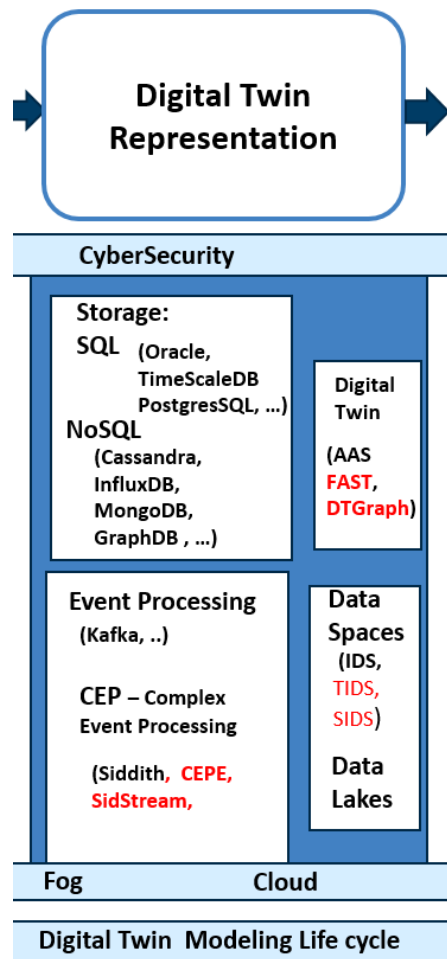 Digital Twin
Representation
CyberSecurity
Storage:
SQL
(Oracle,
TimeScaleDB
PostgresSQL, ...)
NoSQL
(Cassandra,
InfluxDB,
MongoDB,
GraphDB , ...)
Digital
Twin
(AAS
FAST,
DTGraph)
Event Processing
(Kafka, ..)
CEP – Complex
Event Processing
(Siddith, CEPE,
SidStream,
Data
Spaces
(IDS,
TIDS,
SIDS)
Data
Lakes
Fog Cloud
Digital Twin Modeling Life cycle